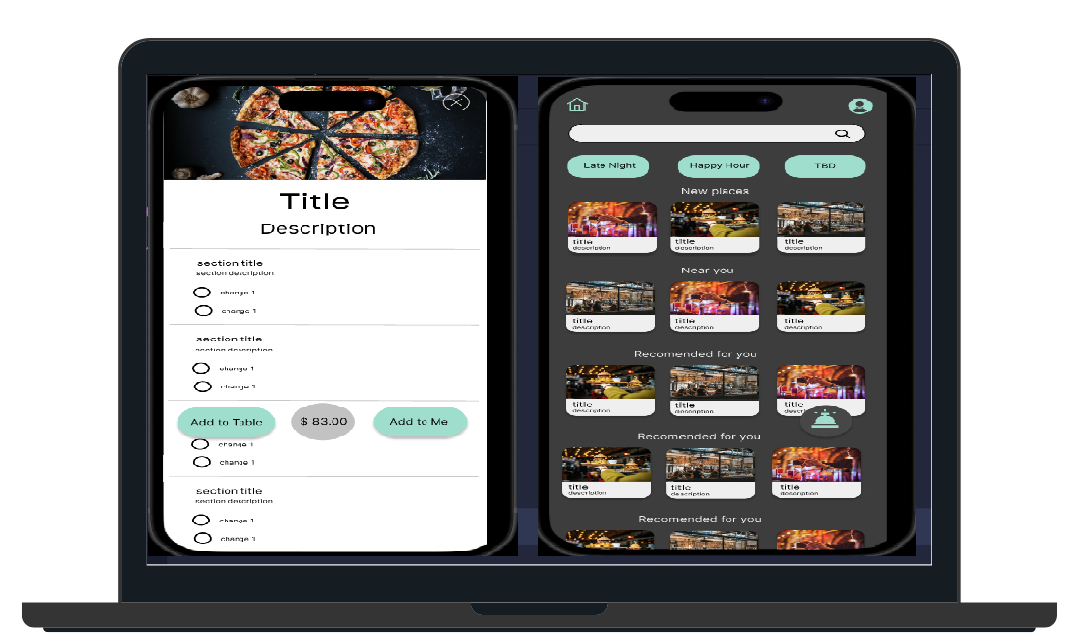 Title
Description
section title
section description
change 1
charge 1
section title
section description
change 1
change 1
Add to Table
$ 83.00
Add to Me
change 1
change 1
section title
section description
change 1
change 1
Late Night
Happy Hour
TBD
New places
title
description
title
description
title
description
Near you
title
description
title
description
title
description
Recomended for you
title
description
title
description
title
description
Recomended for you
title
description
title
description
title
description
Recomended for you